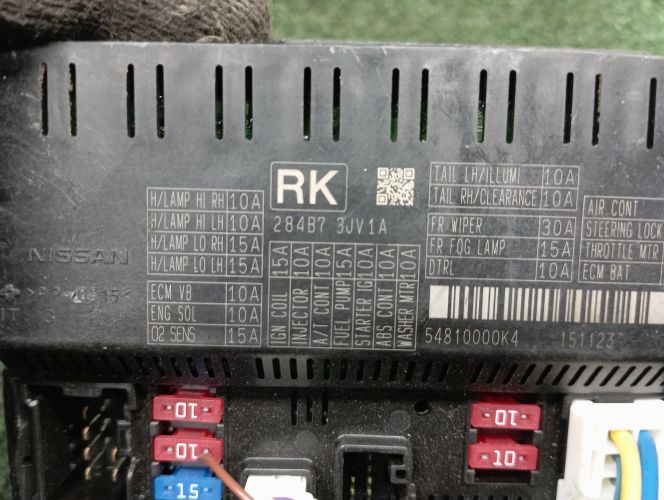 RK
284B7 3JV1A
NISSAN
H/LAMP HI RH 10A
H/LAMP HI LH 10A
H/LAMP LO RH 15A
H/LAMP LO LH 15A
ECM VB 10A
ENG SOL 10A
O2 SENS 15A
IGN COIL 15A
INJECTOR 10A
A/T CONT 10A
FUEL PUMP 15A
STARTER IG 10A
ABS CONT 10A
WASHER MTR 10A
TAIL LH/ILLUMI 10A
TAIL RH/CLEARANCE 10A
FR WIPER 30A
FR FOG LAMP 15A
DTRL 10A
AIR CONT
STEERING LOCK
THROTTLE MTR
ECM BAT
54810000K4 151123
10
10
15
10
10